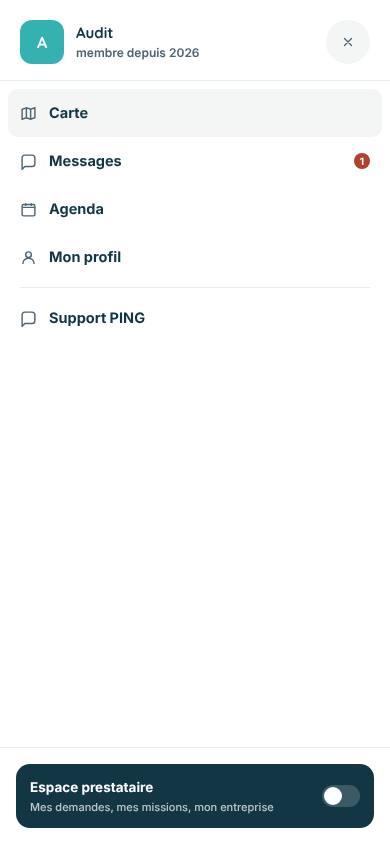 A
Audit
membre depuis 2026
Carte
Messages
1
Agenda
Mon profil
Support PING
Espace prestataire
Mes demandes, mes missions, mon entreprise